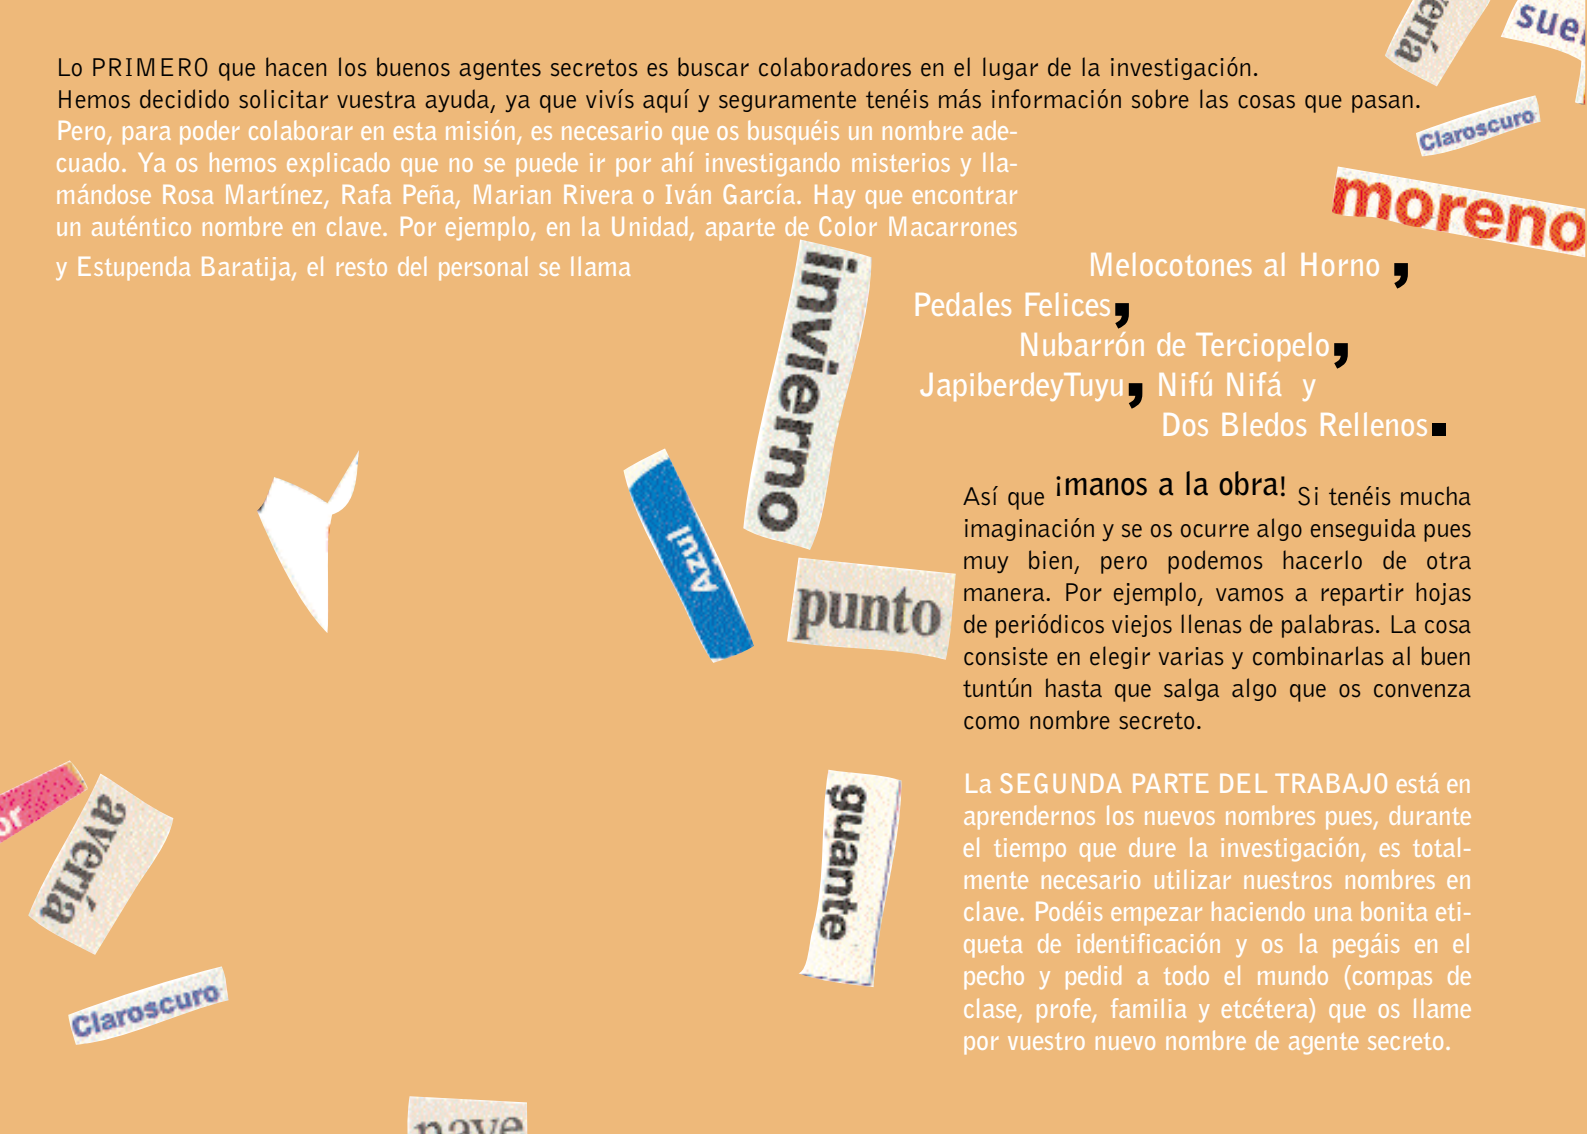 Lo PRIMERO que hacen los buenos agentes secretos es buscar colaboradores en el lugar de la investigación.
Hemos decidido solicitar vuestra ayuda, ya que vivís aquí y seguramente tenéis más información sobre las cosas que pasan.
Pero, para poder colaborar en esta misión, es necesario que os busquéis un nombre ade-
cuado. Ya os hemos explicado que no se puede ir por ahí investigando misterios y lla-
mándose Rosa Martínez, Rafa Peña, Marian Rivera o Iván García. Hay que encontrar
un auténtico nombre en clave. Por ejemplo, en la Unidad, aparte de Color Macarrones
y Estupenda Baratija, el resto del personal se llama
Melocotones al Horno ,
Pedales Felices,
Nubarrón de Terciopelo,
JapiberdeyTuyu, Nifú Nifá y
Dos Bledos Rellenos.
Así que ¡manos a la obra! Si tenéis mucha
imaginación y se os ocurre algo enseguida pues
muy bien, pero podemos hacerlo de otra
manera. Por ejemplo, vamos a repartir hojas
de periódicos viejos llenas de palabras. La cosa
consiste en elegir varias y combinarlas al buen
tuntún hasta que salga algo que os convenza
como nombre secreto.
La SEGUNDA PARTE DEL TRABAJO está en
aprendernos los nuevos nombres pues, durante
el tiempo que dure la investigación, es total-
mente necesario utilizar nuestros nombres en
clave. Podéis empezar haciendo una bonita eti-
queta de identificación y os la pegáis en el
pecho y pedid a todo el mundo (compas de
clase, profe, familia y etcétera) que os llame
por vuestro nuevo nombre de agente secreto.
vería
sue
Claroscuro
moreno
invierno
Azul
punto
guante
or
avería
Claroscuro
nave